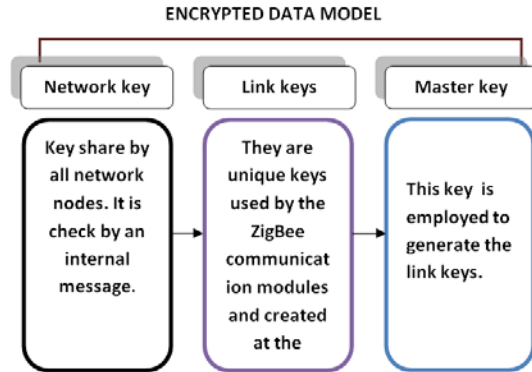 ENCRYPTED DATA MODEL
Network key
Link keys
Master key
Key share by
all network
nodes. It is
check by an
internal
message.
They are
unique keys
used by the
ZigBee
communicat
ion modules
and created
at the
This key is
employed to
generate the
link keys.